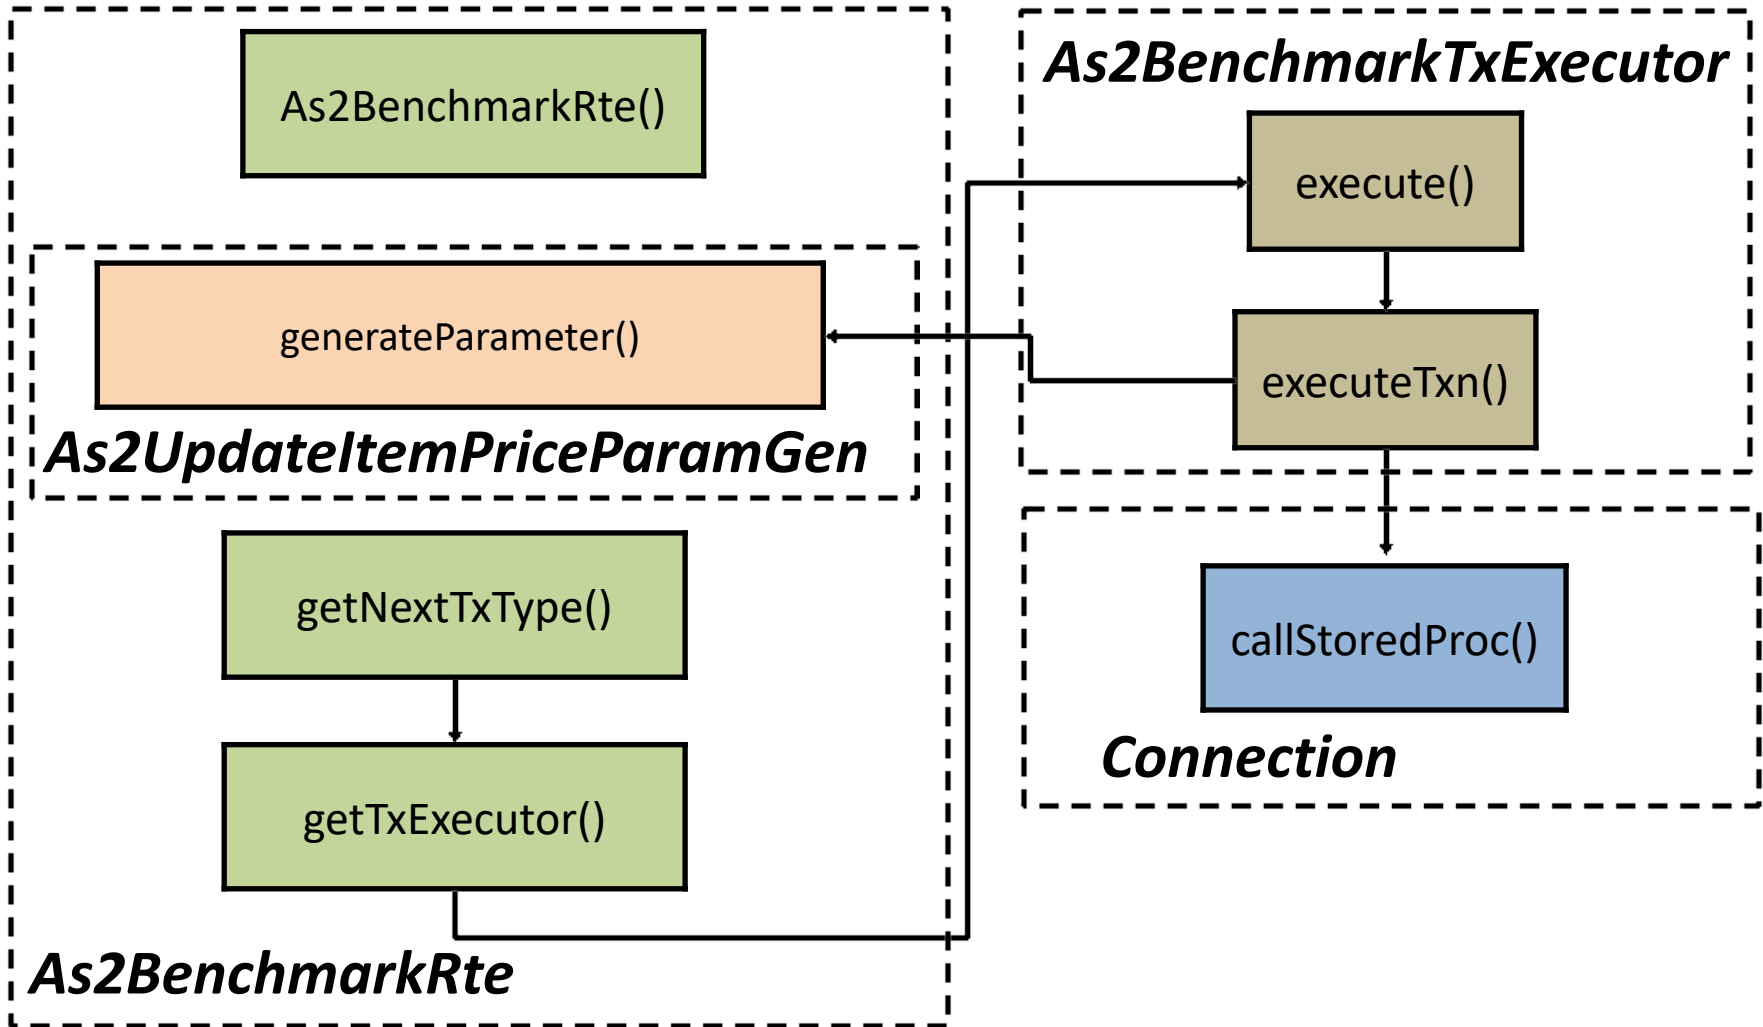 As2BenchmarkRte()
generateParameter()
As2UpdateItemPriceParamGen
getNextTxType()
getTxExecutor()
As2BenchmarkRte
As2BenchmarkTxExecutor
execute()
executeTxn()
callStoredProc()
Connection